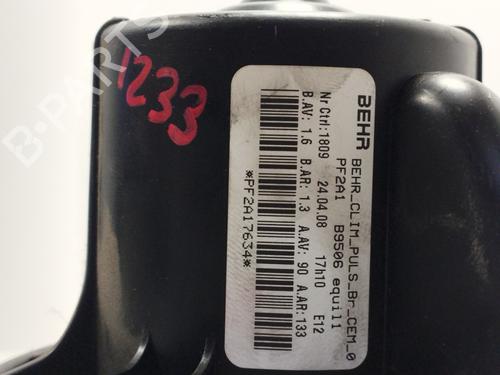 1233
BEHR
BEHR_CLIM_PULS_Br_CEM_0
PF2A1 B9506 equil1
Nr Ctrl:1809 24.04.08 17h10 E12
B.AV: 1.6 B.AR: 1.3 A.AV: 90 A.AR:133
*PF2A17634*
B-PARTS